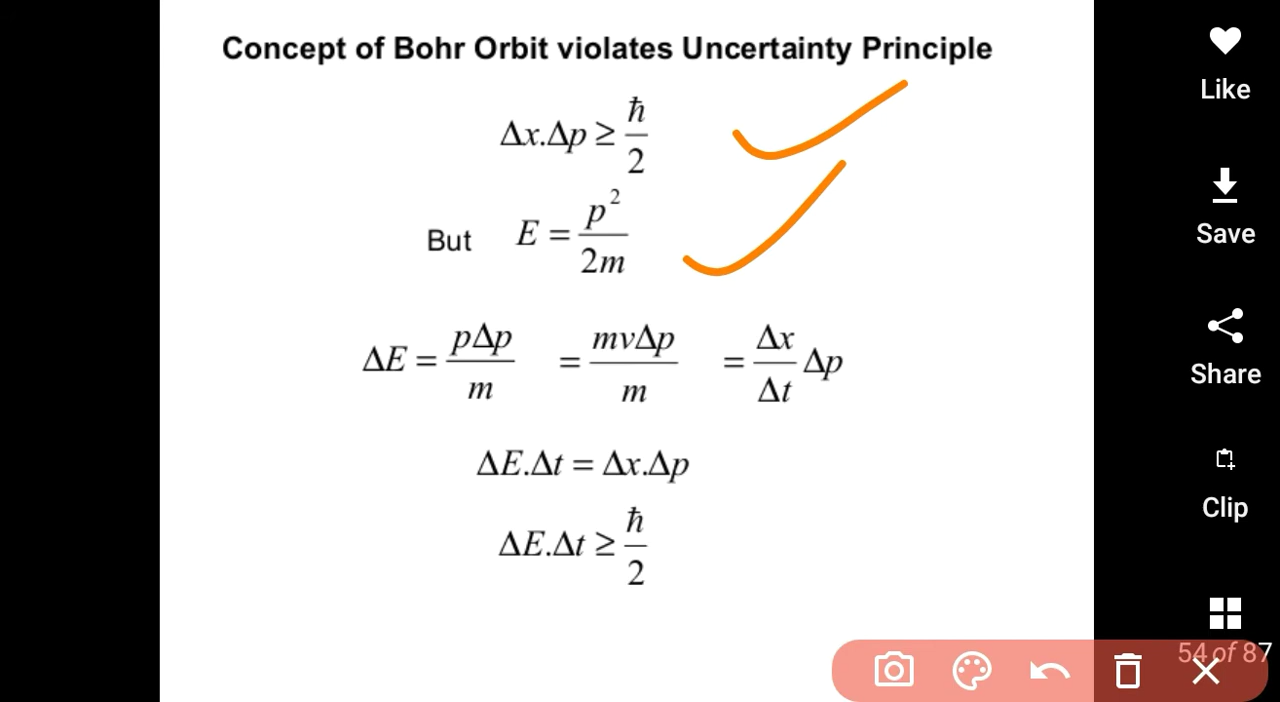 Concept of Bohr Orbit violates Uncertainty Principle
Δx.Δp ≥ ħ/2
But E = p²/2m
ΔE = pΔp/m = mvΔp/m = Δx/Δt Δp
ΔE.Δt = Δx.Δp
ΔE.Δt ≥ ħ/2
Like
Save
Share
Clip
54 of 87